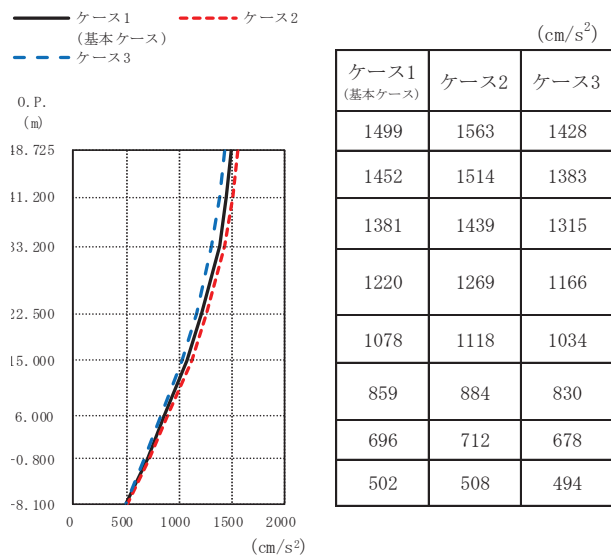 ケース1 ケース2
(基本ケース)
ケース3
(cm/s²)
O.P.
(m)
48.725
41.200
33.200
22.500
15.000
6.000
-0.800
-8.100
0 500 1000 1500 2000
(cm/s²)
ケース1 ケース2 ケース3
(基本ケース)
1499 1563 1428
1452 1514 1383
1381 1439 1315
1220 1269 1166
1078 1118 1034
859 884 830
696 712 678
502 508 494